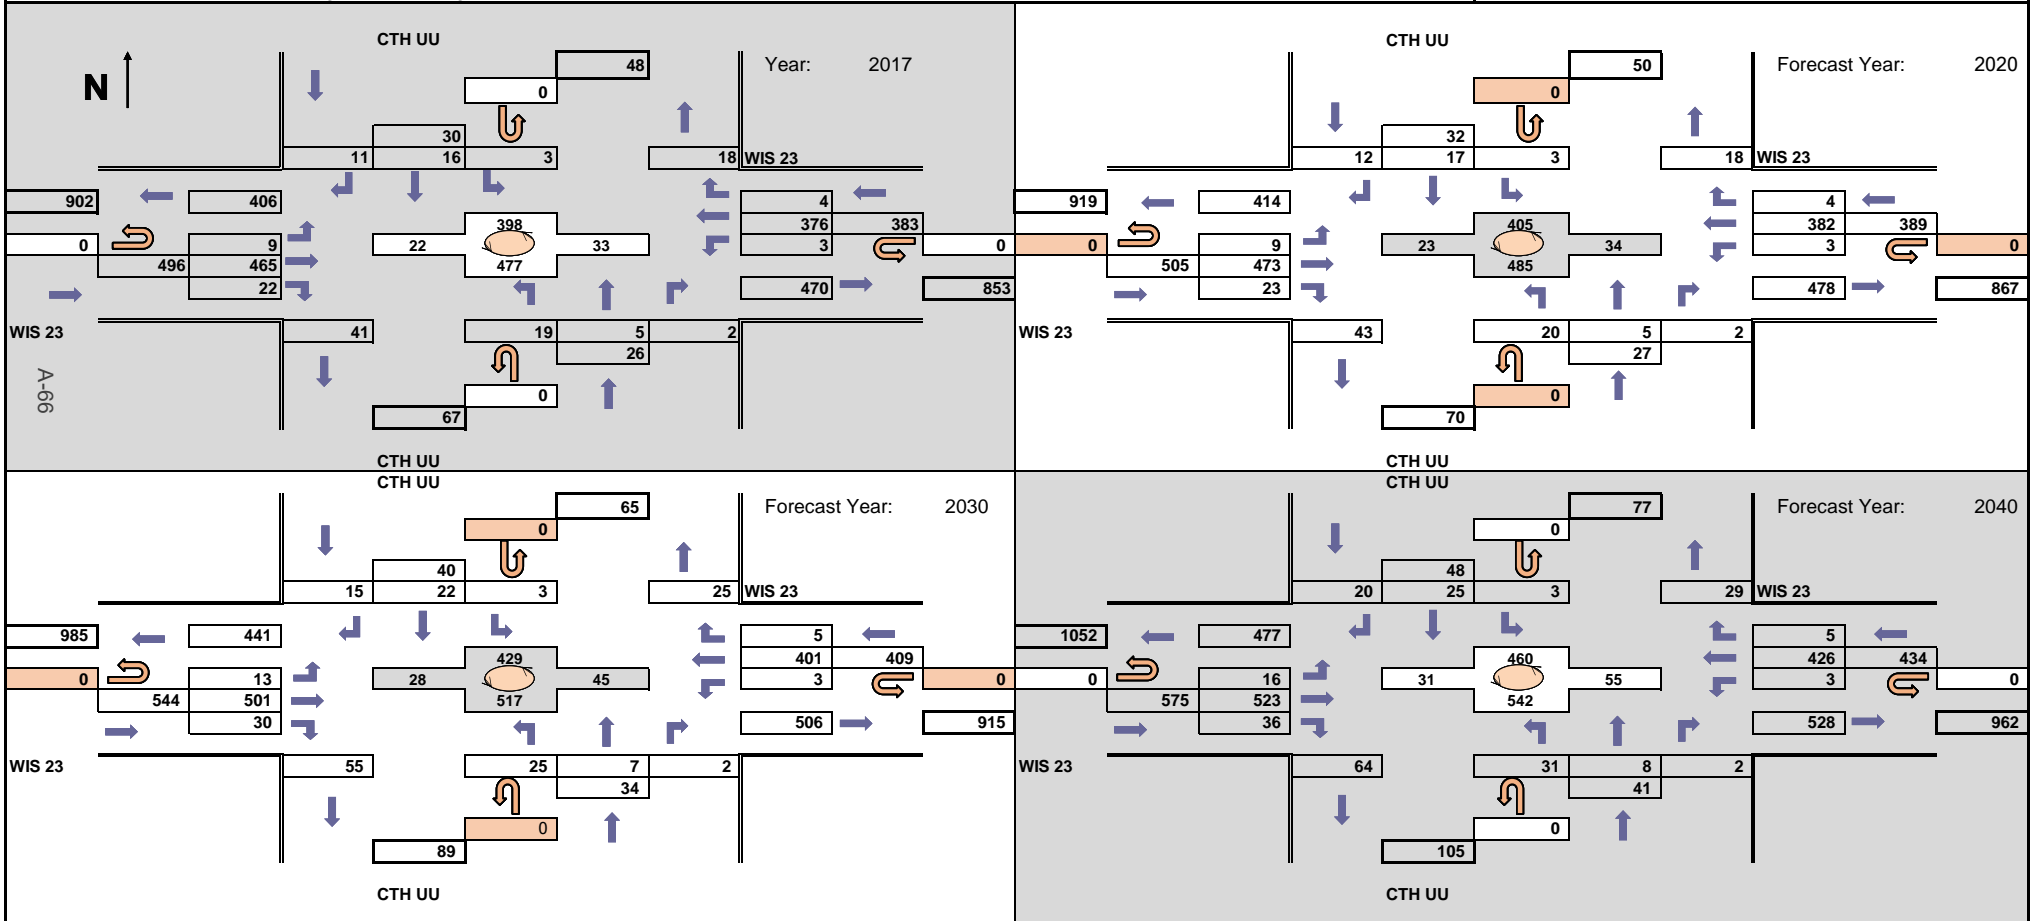 CTH UU
N
48
Year: 2017
0
30
11 16 3 18 WIS 23
902 406 4
398 376 383
0 9 22 33 3 0
496 465 477
22 470 853
WIS 23 41 19 5 2
26
A-66
0
67
CTH UU
CTH UU
50
Forecast Year: 2020
0
32
12 17 3 18 WIS 23
919 414 4
405 382 389
0 9 23 34 3 0
505 473 485
23 478 867
WIS 23 43 20 5 2
27
0
70
CTH UU
CTH UU
65
Forecast Year: 2030
0
40
15 22 3 25 WIS 23
985 441 5
429 401 409
0 13 28 45 3 0
544 501 517
30 506 915
WIS 23 55 25 7 2
34
0
89
CTH UU
CTH UU
77
Forecast Year: 2040
0
48
20 25 3 29 WIS 23
1052 477 5
460 426 434
0 16 31 55 3 0
575 523 542
36 528 962
WIS 23 64 31 8 2
41
0
105
CTH UU